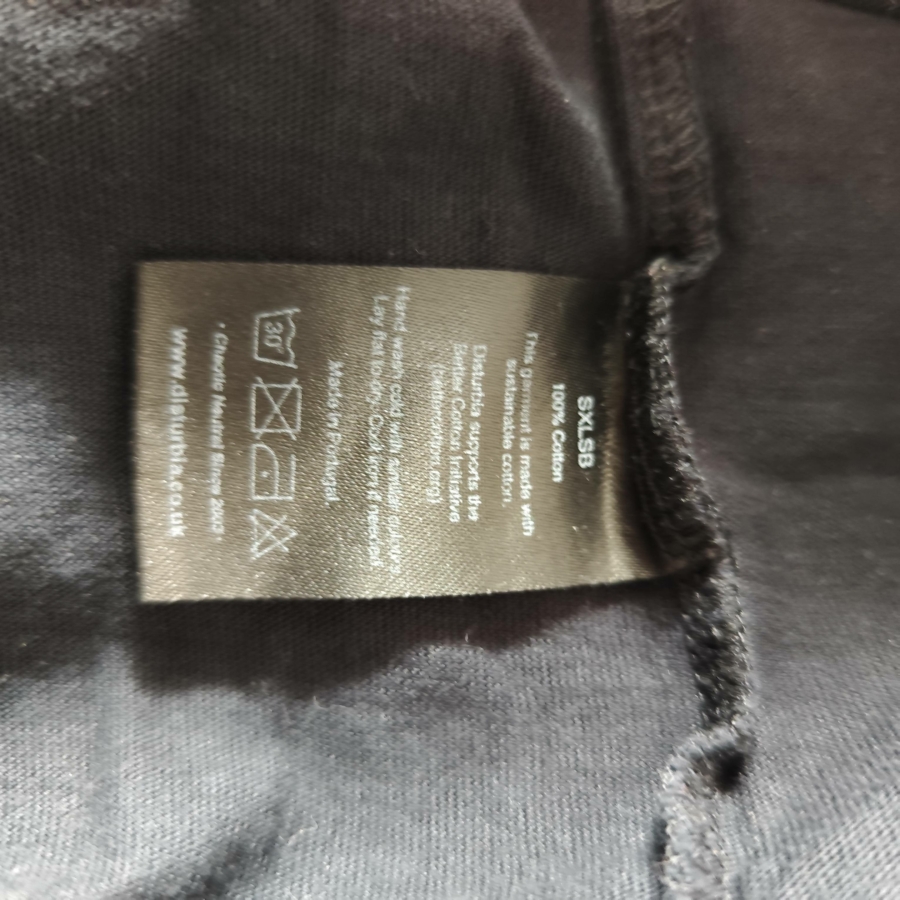 SXLSB
100% Cotton
This garment is made with
sustainable cotton.
Disturbia supports the
Better Cotton Initiative
(bettercotton.org)
Hand wash cold with similar colours
Lay flat to dry. Cool iron if needed
Made in Portugal.
30
• Chaotic Neutral Since 2003 •
www.disturbia.co.uk